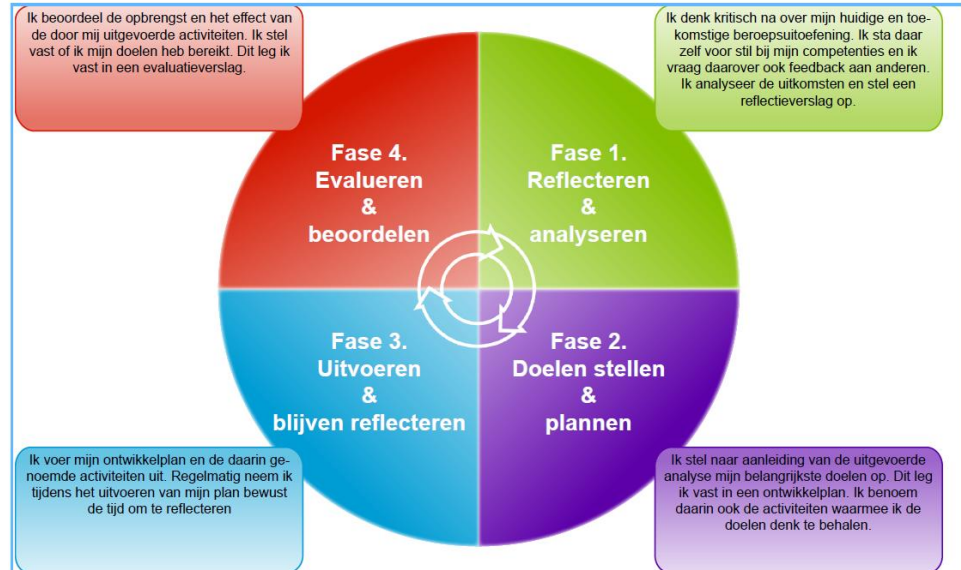 Ik beoordeel de opbrengst en het effect van
de door mij uitgevoerde activiteiten. Ik stel
vast of ik mijn doelen heb bereikt. Dit leg ik
vast in een evaluatieverslag.
Ik denk kritisch na over mijn huidige en toe-
komstige beroepsuitoefening. Ik sta daar
zelf voor stil bij mijn competenties en ik
vraag daarover ook feedback aan anderen.
Ik analyseer de uitkomsten en stel een
reflectieverslag op.
Fase 4.
Evalueren
&
beoordelen
Fase 1.
Reflecteren
&
analyseren
Fase 3.
Uitvoeren
&
blijven reflecteren
Fase 2.
Doelen stellen
&
plannen
Ik voer mijn ontwikkelplan en de daarin ge-
noemde activiteiten uit. Regelmatig neem ik
tijdens het uitvoeren van mijn plan bewust
de tijd om te reflecteren
Ik stel naar aanleiding van de uitgevoerde
analyse mijn belangrijkste doelen op. Dit leg
ik vast in een ontwikkelplan. Ik benoem
daarin ook de activiteiten waarmee ik de
doelen denk te behalen.